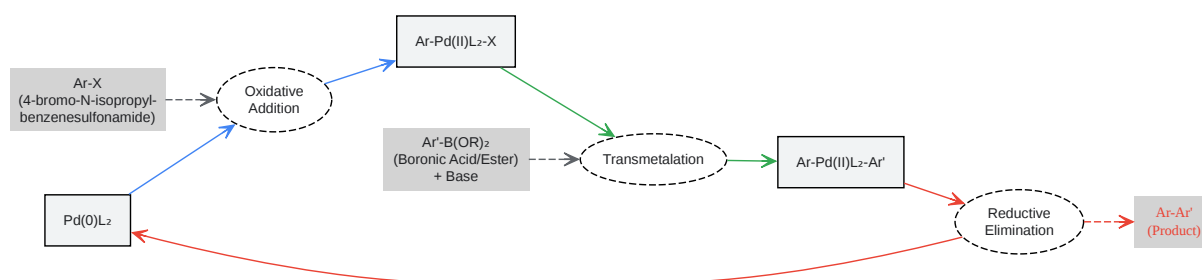 Ar-Pd(II)L₂-X
Ar-X
(4-bromo-N-isopropyl-
benzenesulfonamide)
Oxidative
Addition
Ar'-B(OR)₂
(Boronic Acid/Ester)
+ Base
Transmetalation
Ar-Pd(II)L₂-Ar'
Pd(0)L₂
Reductive
Elimination
Ar-Ar'
(Product)